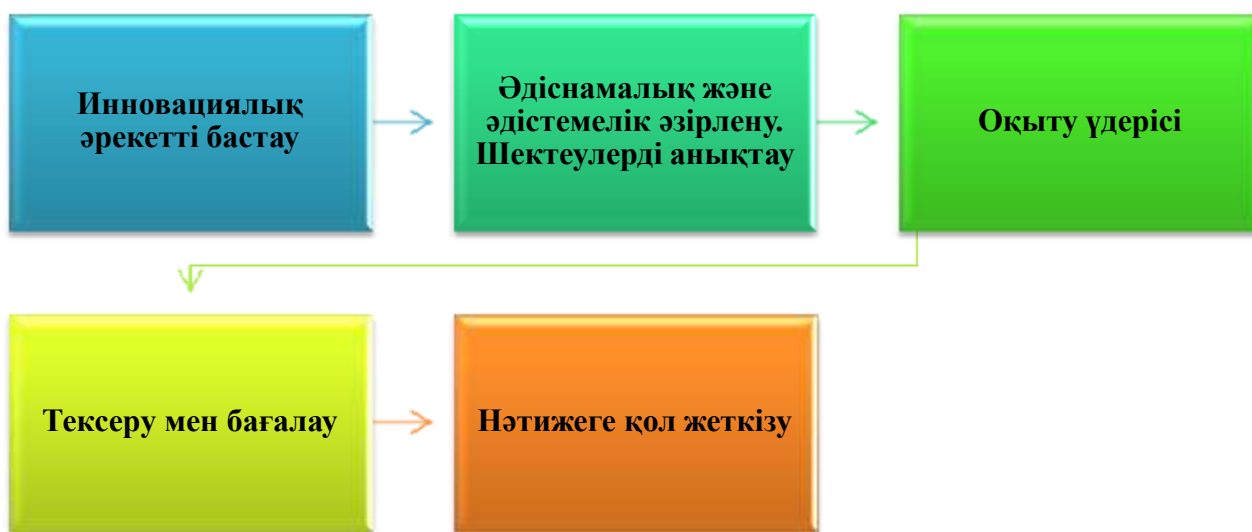 Инновациялық
әрекетті бастау
Әдіснамалық және
әдістемелік әзірлену.
Шектеулерді анықтау
Оқыту үдерісі
Тексеру мен бағалау
Нәтижеге қол жеткізу